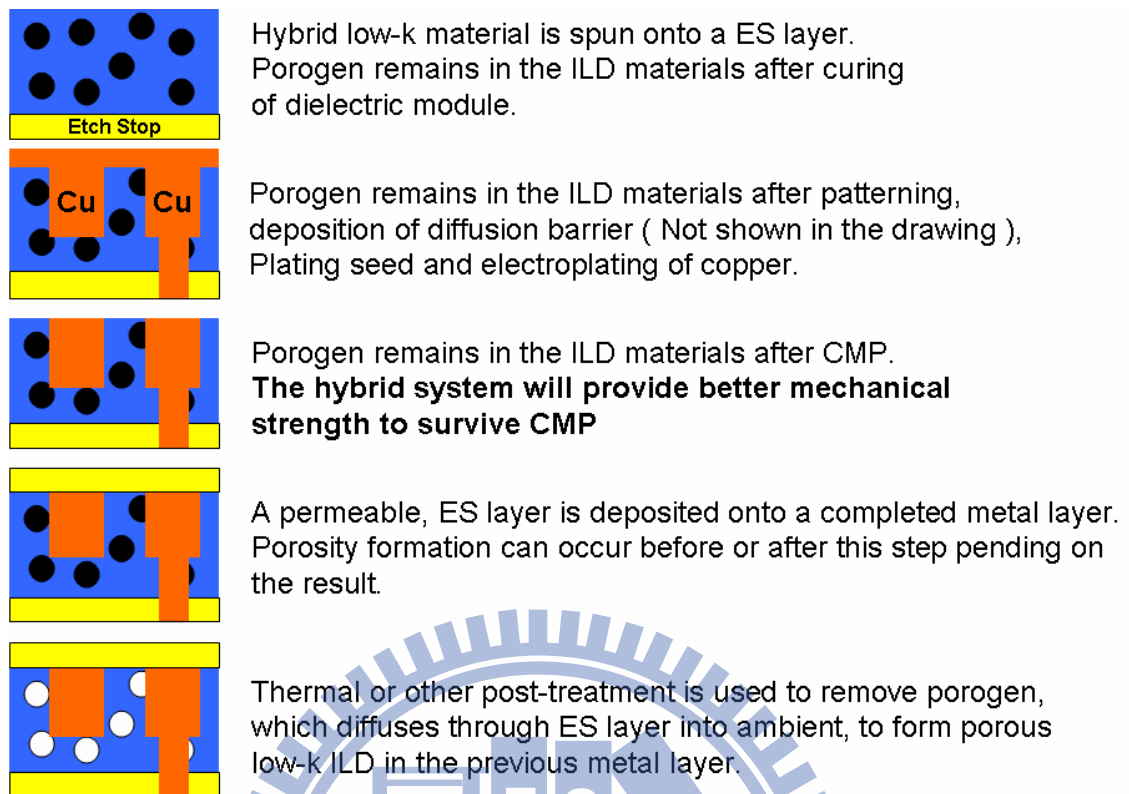 Hybrid low-k material is spun onto a ES layer.
Porogen remains in the ILD materials after curing
of dielectric module.
Etch Stop
Cu Cu
Porogen remains in the ILD materials after patterning,
deposition of diffusion barrier ( Not shown in the drawing ),
Plating seed and electroplating of copper.
Porogen remains in the ILD materials after CMP.
The hybrid system will provide better mechanical
strength to survive CMP
A permeable, ES layer is deposited onto a completed metal layer.
Porosity formation can occur before or after this step pending on
the result.
Thermal or other post-treatment is used to remove porogen,
which diffuses through ES layer into ambient, to form porous
low-k ILD in the previous metal layer.